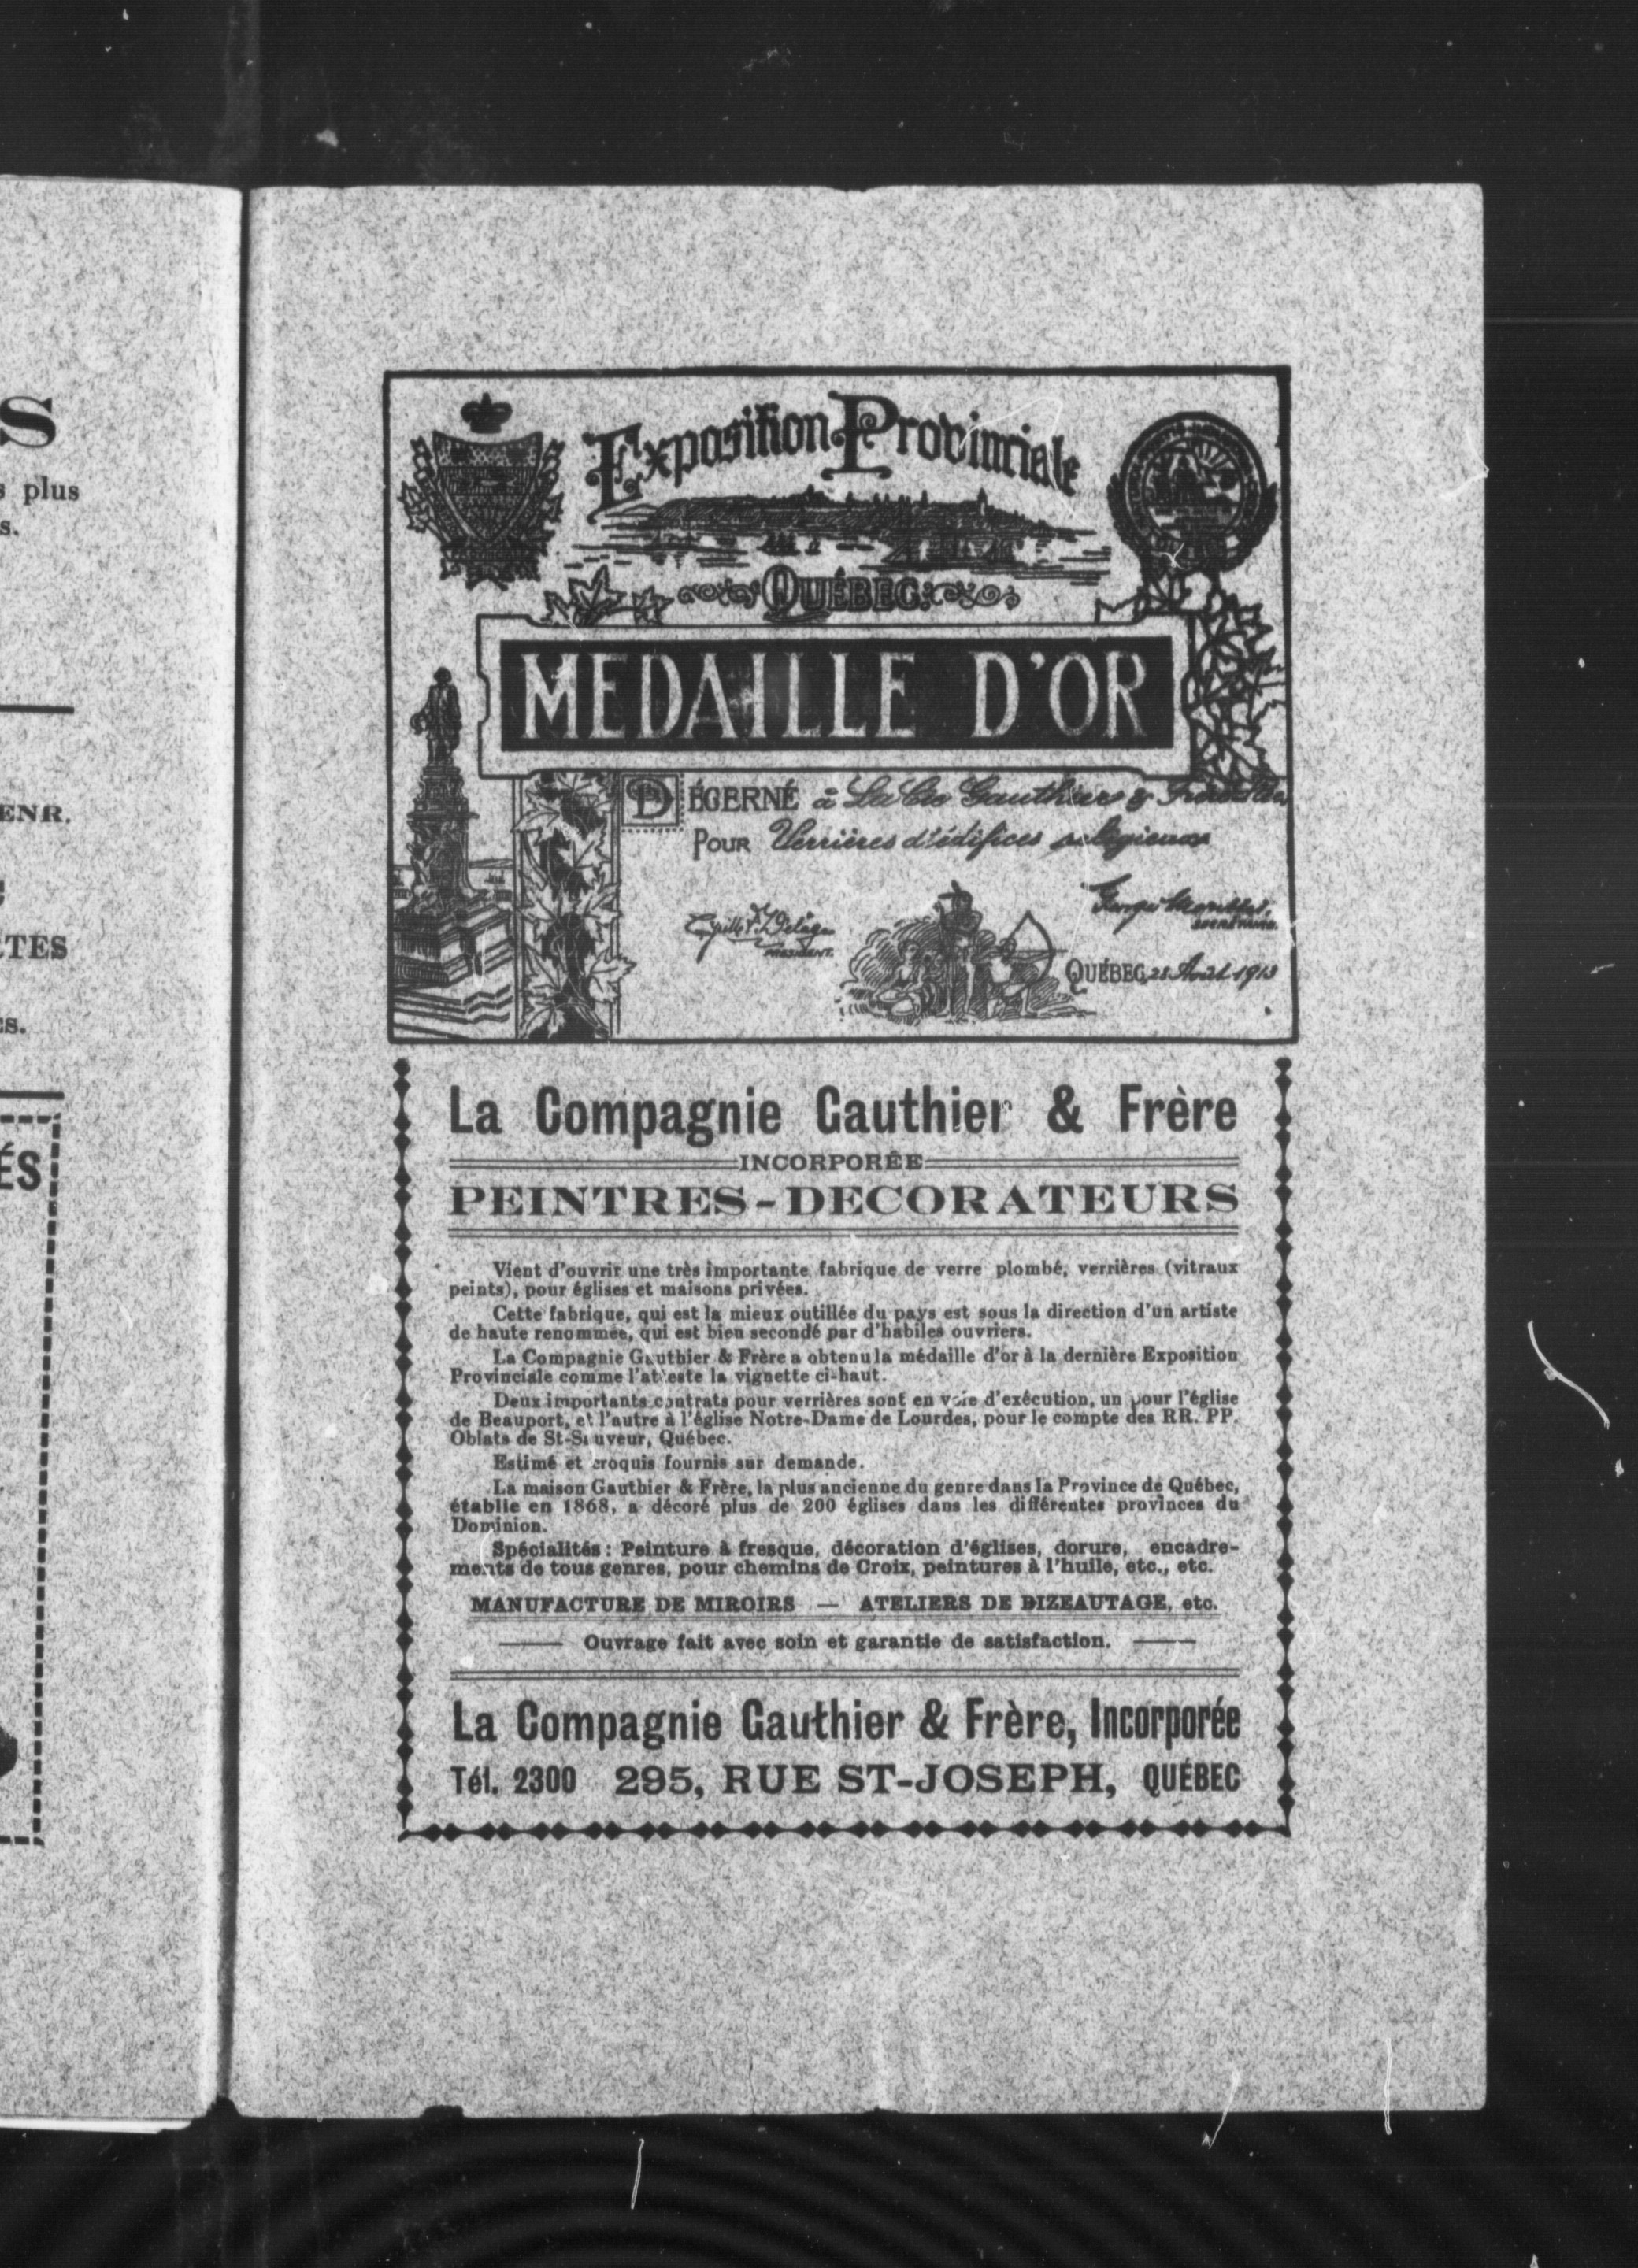 S
s plus
s.
ENR.
TES
s.
ÉS
Exposition Provinciale
QUÉBEC
MEDAILLE D'OR
DÉCERNÉ à La Cie Gauthier & Frère
POUR Verrières d'édifices religieux
PRESIDENT.
SECRETAIRE.
QUÉBEC, 28 Août 1913
La Compagnie Gauthier & Frère
INCORPORÉE
PEINTRES-DECORATEURS
Vient d'ouvrir une très importante fabrique de verre plombé, verrières (vitraux
peints), pour églises et maisons privées.
Cette fabrique, qui est la mieux outillée du pays est sous la direction d'un artiste
de haute renommée, qui est bien secondé par d'habiles ouvriers.
La Compagnie Gauthier & Frère a obtenu la médaille d'or à la dernière Exposition
Provinciale comme l'atteste la vignette ci-haut.
Deux importants contrats pour verrières sont en voie d'exécution, un pour l'église
de Beauport, et l'autre à l'église Notre-Dame de Lourdes, pour le compte des RR. PP.
Oblats de St-Sauveur, Québec.
Estimé et croquis fournis sur demande.
La maison Gauthier & Frère, la plus ancienne du genre dans la Province de Québec,
établie en 1868, a décoré plus de 200 églises dans les différentes provinces du
Dominion.
Spécialités : Peinture à fresque, décoration d'églises, dorure, encadre-
ments de tous genres, pour chemins de Croix, peintures à l'huile, etc., etc.
MANUFACTURE DE MIROIRS — ATELIERS DE BIZEAUTAGE, etc.
Ouvrage fait avec soin et garantie de satisfaction.
La Compagnie Gauthier & Frère, Incorporée
Tél. 2300 295, RUE ST-JOSEPH, QUÉBEC